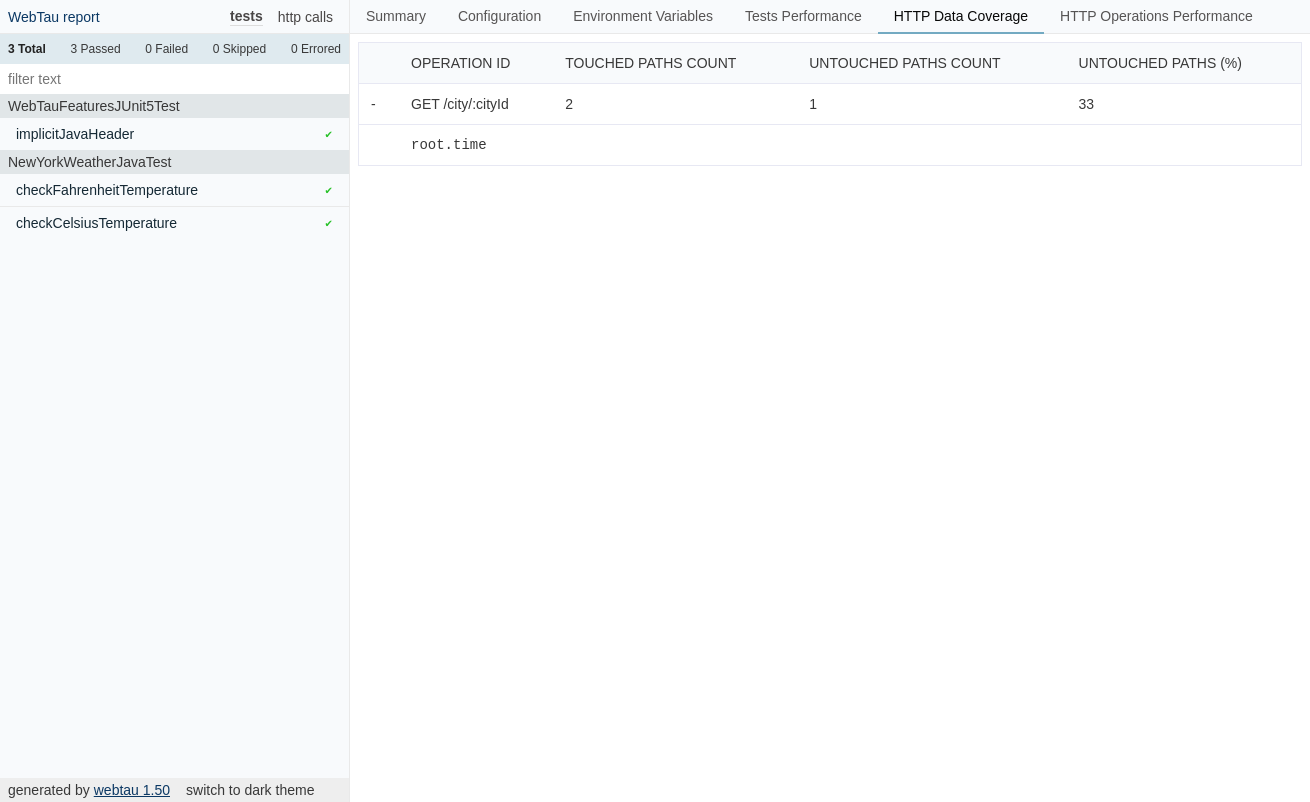 WebTau report tests http calls
3 Total 3 Passed 0 Failed 0 Skipped 0 Errored
filter text
WebTauFeaturesJUnit5Test
implicitJavaHeader ✔
NewYorkWeatherJavaTest
checkFahrenheitTemperature ✔
checkCelsiusTemperature ✔
generated by webtau 1.50 switch to dark theme
Summary Configuration Environment Variables Tests Performance HTTP Data Coverage HTTP Operations Performance
OPERATION ID TOUCHED PATHS COUNT UNTOUCHED PATHS COUNT UNTOUCHED PATHS (%)
- GET /city/:cityId 2 1 33
root.time